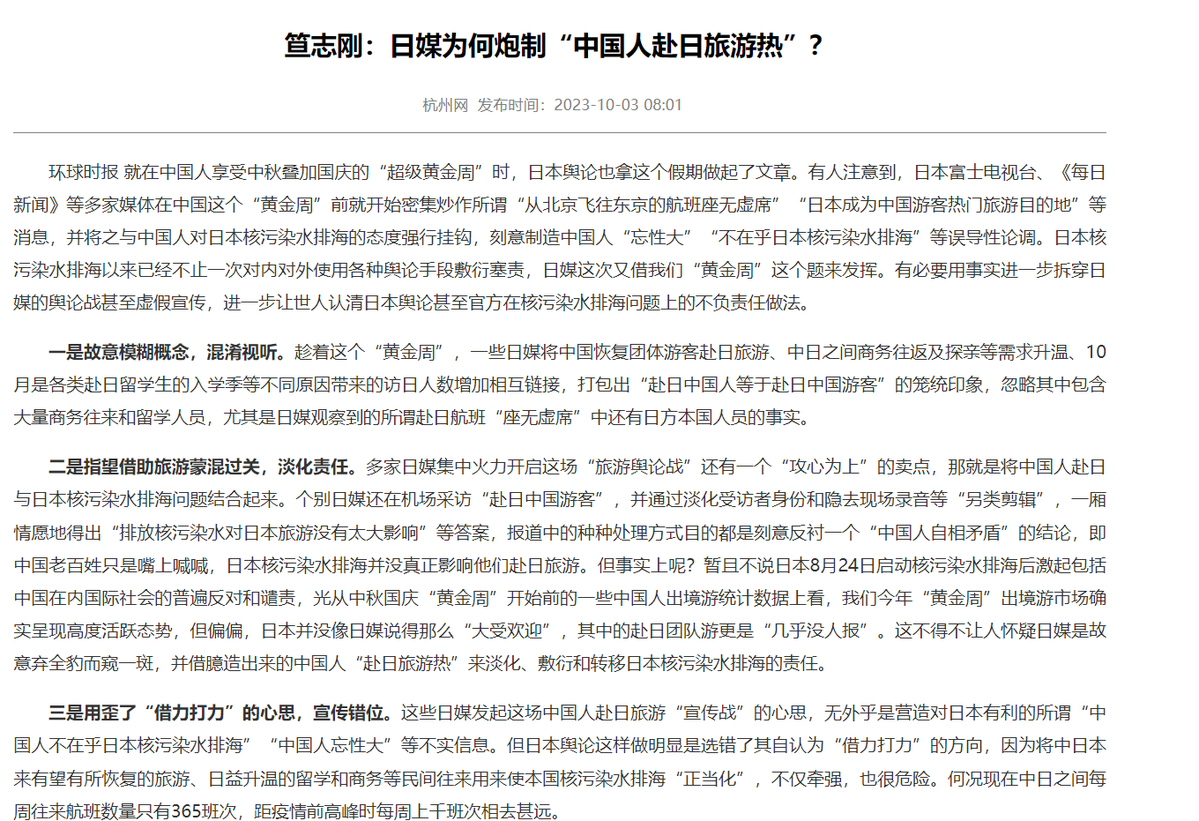 笪志刚：日媒为何炮制“中国人赴日旅游热”？
杭州网 发布时间：2023-10-03 08:01
环球时报 就在中国人享受中秋叠加国庆的“超级黄金周”时，日本舆论也拿这个假期做起了文章。有人注意到，日本富士电视台、《每日
新闻》等多家媒体在中国这个“黄金周”前就开始密集炒作所谓“从北京飞往东京的航班座无虚席”“日本成为中国游客热门旅游目的地”等
消息，并将之与中国人对日本核污染水排海的态度强行挂钩，刻意制造中国人“忘性大”“不在乎日本核污染水排海”等误导性论调。日本核
污染水排海以来已经不止一次对内对外使用各种舆论手段敷衍塞责，日媒这次又借我们“黄金周”这个题来发挥。有必要用事实进一步拆穿日
媒的舆论战甚至虚假宣传，进一步让世人认清日本舆论甚至官方在核污染水排海问题上的不负责任做法。
一是故意模糊概念，混淆视听。趁着这个“黄金周”，一些日媒将中国恢复团体游客赴日旅游、中日之间商务往返及探亲等需求升温、10
月是各类赴日留学生的入学季等不同原因带来的访日人数增加相互链接，打包出“赴日中国人等于赴日中国游客”的笼统印象，忽略其中包含
大量商务往来和留学人员，尤其是日媒观察到的所谓赴日航班“座无虚席”中还有日方本国人员的事实。
二是指望借助旅游蒙混过关，淡化责任。多家日媒集中火力开启这场“旅游舆论战”还有一个“攻心为上”的卖点，那就是将中国人赴日
与日本核污染水排海问题结合起来。个别日媒还在机场采访“赴日中国游客”，并通过淡化受访者身份和隐去现场录音等“另类剪辑”，一厢
情愿地得出“排放核污染水对日本旅游没有太大影响”等答案，报道中的种种处理方式目的都是刻意反衬一个“中国人自相矛盾”的结论，即
中国老百姓只是嘴上喊喊，日本核污染水排海并没真正影响他们赴日旅游。但事实上呢？暂且不说日本8月24日启动核污染水排海后激起包括
中国在内国际社会的普遍反对和谴责，光从中秋国庆“黄金周”开始前的一些中国人出境游统计数据上看，我们今年“黄金周”出境游市场确
实呈现高度活跃态势，但偏偏，日本并没像日媒说得那么“大受欢迎”，其中的赴日团队游更是“几乎没人报”。这不得不让人怀疑日媒是故
意弃全豹而窥一斑，并借臆造出来的中国人“赴日旅游热”来淡化、敷衍和转移日本核污染水排海的责任。
三是用歪了“借力打力”的心思，宣传错位。这些日媒发起这场中国人赴日旅游“宣传战”的心思，无外乎是营造对日本有利的所谓“中
国人不在乎日本核污染水排海”“中国人忘性大”等不实信息。但日本舆论这样做明显是选错了其自认为“借力打力”的方向，因为将中日本
来有望有所恢复的旅游、日益升温的留学和商务等民间往来用来使本国核污染水排海“正当化”，不仅牵强，也很危险。何况现在中日之间每
周往来航班数量只有365班次，距疫情前高峰时每周上千班次相去甚远。